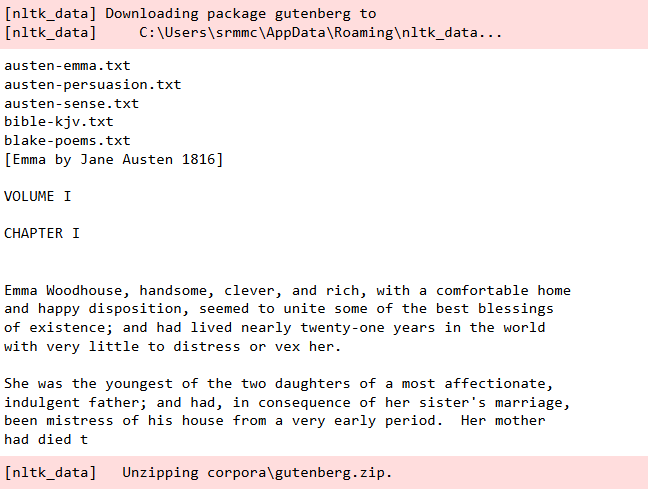 [nltk_data] Downloading package gutenberg to
[nltk_data]     C:\Users\srmmc\AppData\Roaming\nltk_data...
austen-emma.txt
austen-persuasion.txt
austen-sense.txt
bible-kjv.txt
blake-poems.txt
[Emma by Jane Austen 1816]
VOLUME I
CHAPTER I
Emma Woodhouse, handsome, clever, and rich, with a comfortable home
and happy disposition, seemed to unite some of the best blessings
of existence; and had lived nearly twenty-one years in the world
with very little to distress or vex her.
She was the youngest of the two daughters of a most affectionate,
indulgent father; and had, in consequence of her sister's marriage,
been mistress of his house from a very early period.  Her mother
had died t
[nltk_data]   Unzipping corpora\gutenberg.zip.